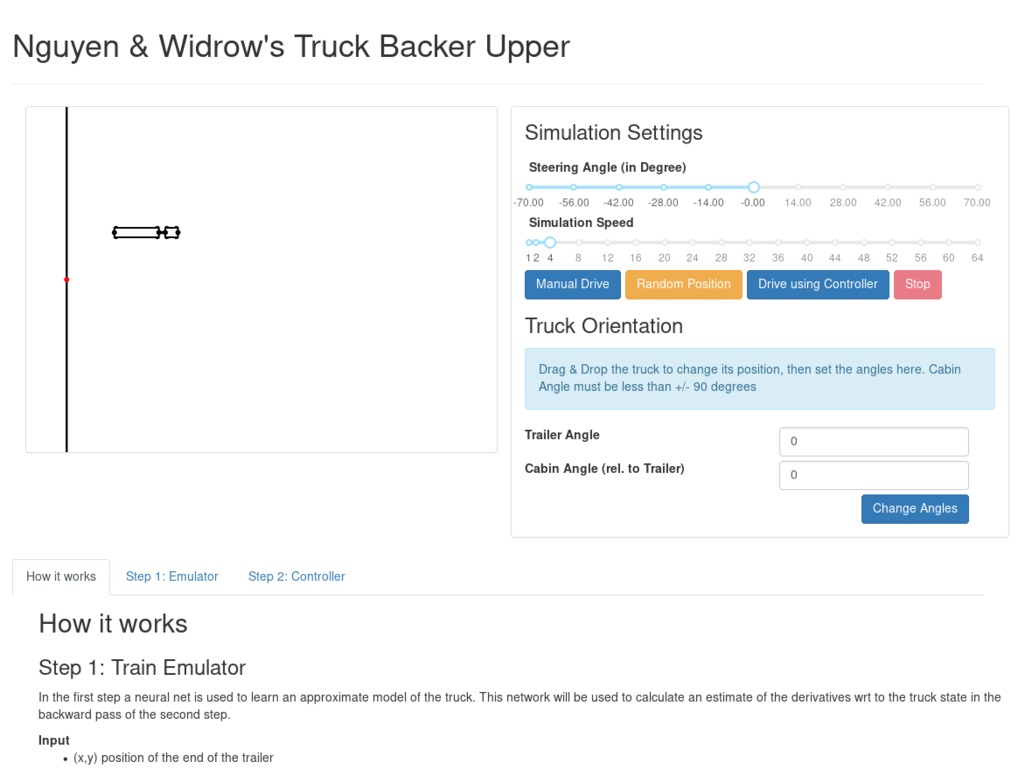 Nguyen & Widrow's Truck Backer Upper
Simulation Settings
Steering Angle (in Degree)
-70.00 -56.00 -42.00 -28.00 -14.00 -0.00 14.00 28.00 42.00 56.00 70.00
Simulation Speed
1 2 4 8 12 16 20 24 28 32 36 40 44 48 52 56 60 64
Manual Drive Random Position Drive using Controller Stop
Truck Orientation
Drag & Drop the truck to change its position, then set the angles here. Cabin
Angle must be less than +/- 90 degrees
Trailer Angle 0
Cabin Angle (rel. to Trailer) 0
Change Angles
How it works Step 1: Emulator Step 2: Controller
How it works
Step 1: Train Emulator
In the first step a neural net is used to learn an approximate model of the truck. This network will be used to calculate an estimate of the derivatives wrt to the truck state in the
backward pass of the second step.
Input
• (x,y) position of the end of the trailer